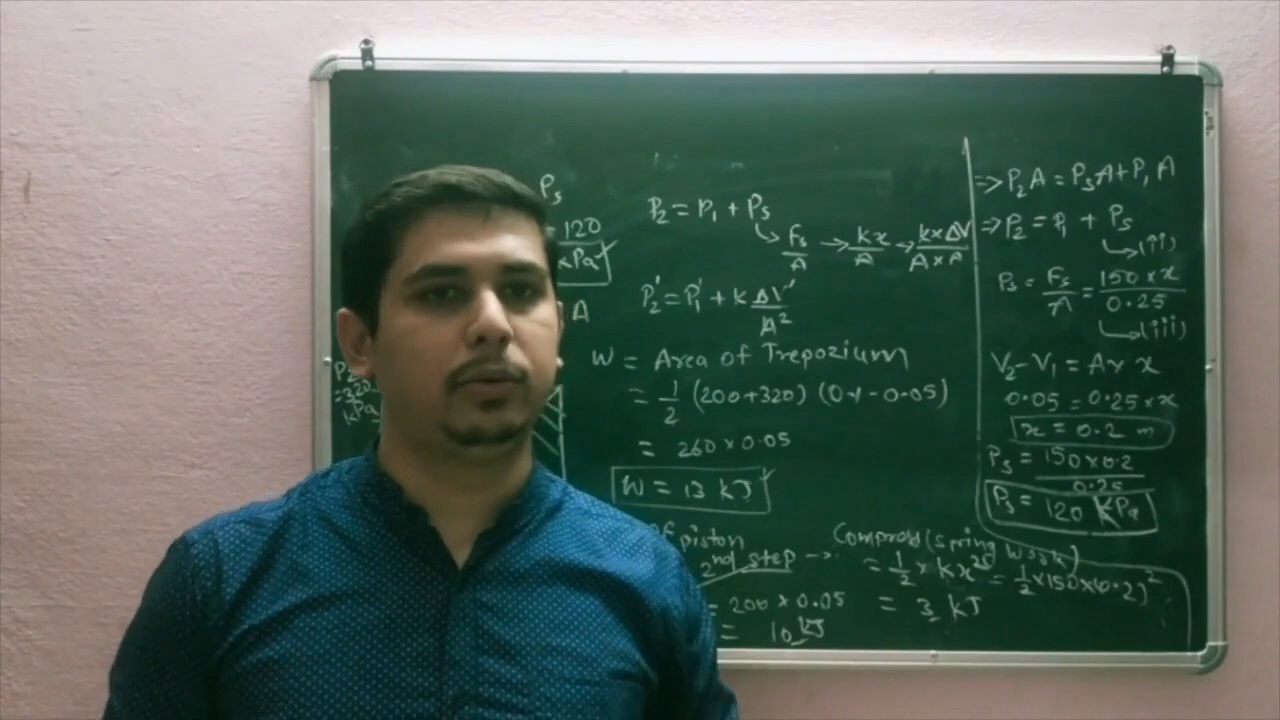 Ps
= 120
kPa
A
P2
=320
kPa
P2 = P1 + Ps
→ Fs/A → kx/A → k×ΔV/A×A
P2' = P1' + k ΔV'/A²
W = Area of Trepozium
= 1/2 (200+320) (0.1-0.05)
= 260 × 0.05
W = 13 kJ
of piston
2nd step →
= 200 × 0.05
= 10 kJ
Compress (spring work)
= 1/2 × kx² = 1/2 × 150 × (0.2)²
= 3 kJ
=> P2A = PsA + P1 A
=> P2 = P1 + Ps
→ (ii)
Ps = Fs/A = 150 × x/0.25
→ (iii)
V2 - V1 = A × x
0.05 = 0.25 × x
x = 0.2 m
Ps = 150×0.2/0.25
Ps = 120 KPa